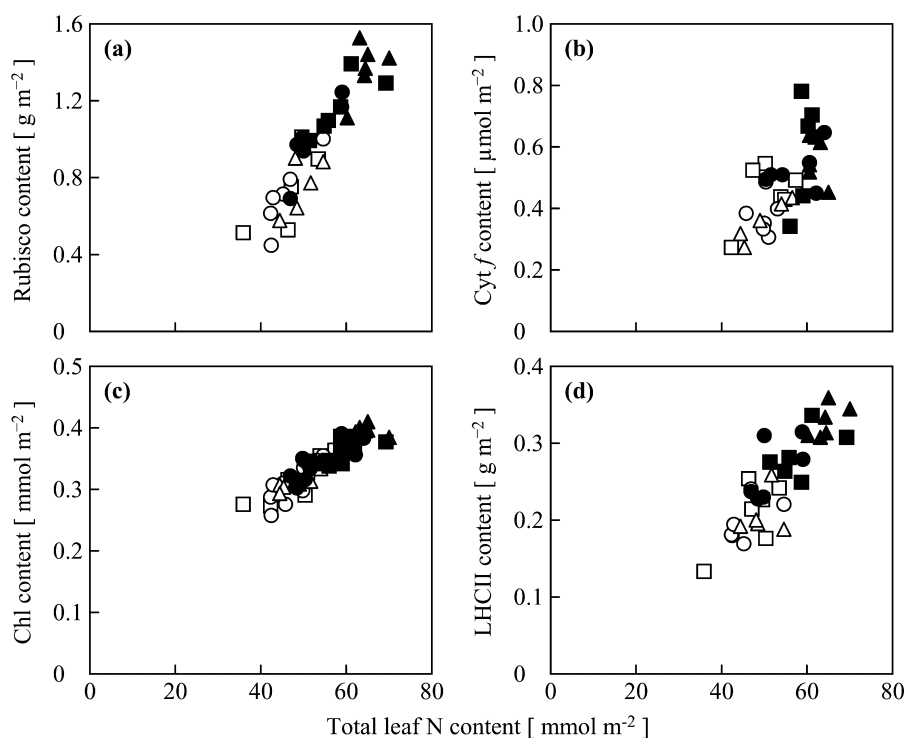 (a)
1.6
1.2
0.8
0.4
0
Rubisco content [ g m⁻² ]
(b)
1.0
0.8
0.6
0.4
0.2
0
Cyt f content [ µmol m⁻² ]
(c)
0.5
0.4
0.3
0.2
0.1
0
Chl content [ mmol m⁻² ]
0 20 40 60 80
(d)
0.4
0.3
0.2
0.1
0
LHCII content [ g m⁻² ]
0 20 40 60 80
Total leaf N content [ mmol m⁻² ]